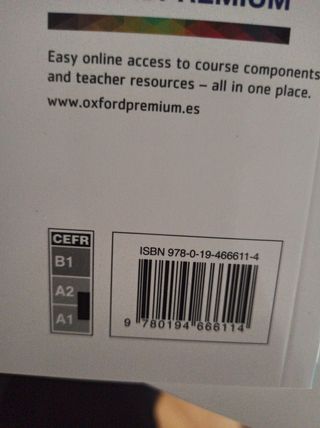 PREMIUM
Easy online access to course components
and teacher resources – all in one place.
www.oxfordpremium.es
CEFR
B1
A2
A1
ISBN 978-0-19-466611-4
9 780194 666114